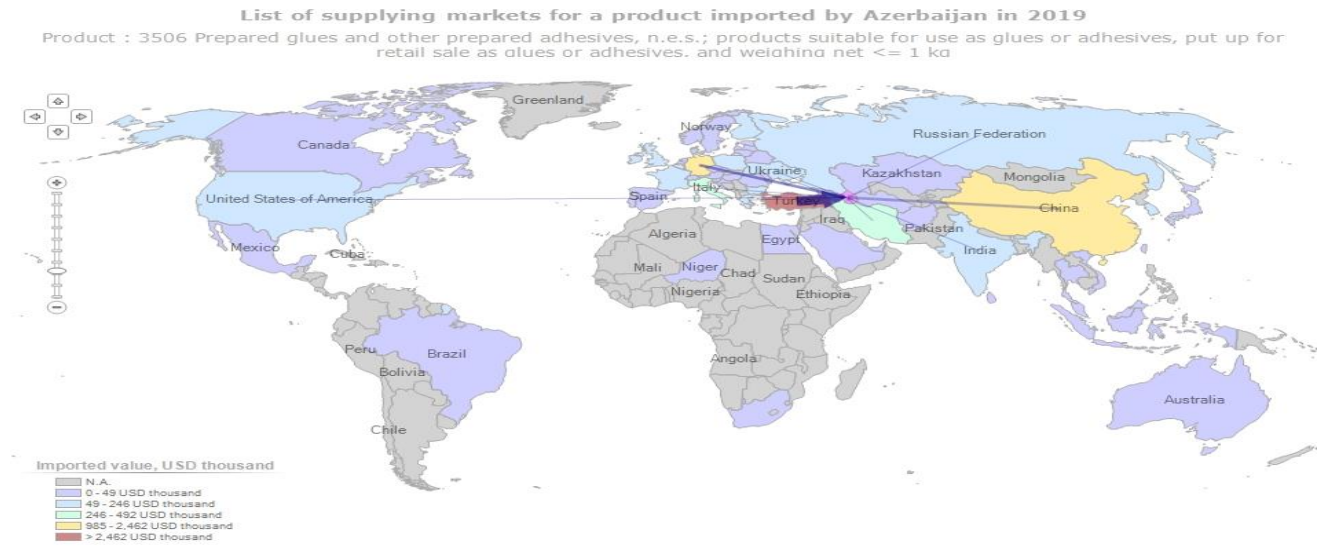 List of supplying markets for a product imported by Azerbaijan in 2019
Product : 3506 Prepared glues and other prepared adhesives, n.e.s.; products suitable for use as glues or adhesives, put up for
retail sale as glues or adhesives, and weighing net <= 1 kg
Greenland
Norway
Russian Federation
Canada
Ukraine
Kazakhstan
Mongolia
Italy
United States of America
Spain
Turkey
China
Iraq
Pakistan
Algeria
Egypt
India
Mexico
Cuba
Mali
Niger
Chad
Sudan
Nigeria
Ethiopia
Peru
Brazil
Angola
Bolivia
Australia
Chile
Imported value, USD thousand
N.A.
0 - 49 USD thousand
49 - 246 USD thousand
246 - 492 USD thousand
985 - 2,462 USD thousand
> 2,462 USD thousand